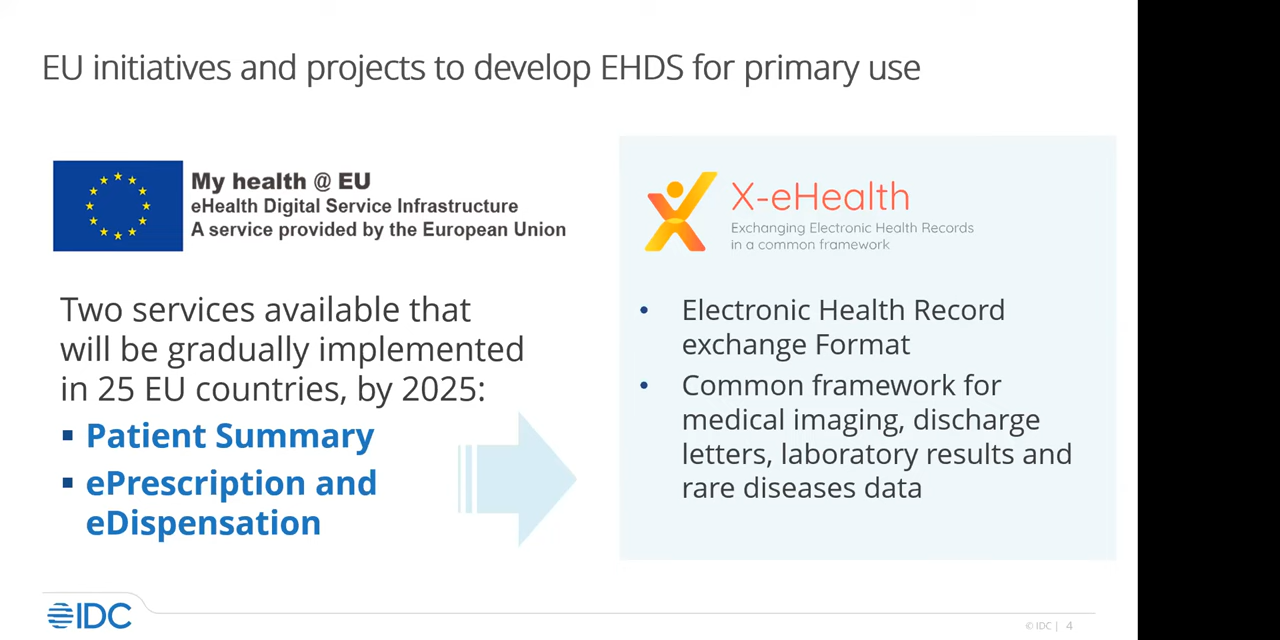 EU initiatives and projects to develop EHDS for primary use
My health @ EU
eHealth Digital Service Infrastructure
A service provided by the European Union
Two services available that
will be gradually implemented
in 25 EU countries, by 2025:
▪ Patient Summary
▪ ePrescription and
eDispensation
X-eHealth
Exchanging Electronic Health Records
in a common framework
• Electronic Health Record
exchange Format
• Common framework for
medical imaging, discharge
letters, laboratory results and
rare diseases data
IDC
© IDC | 4